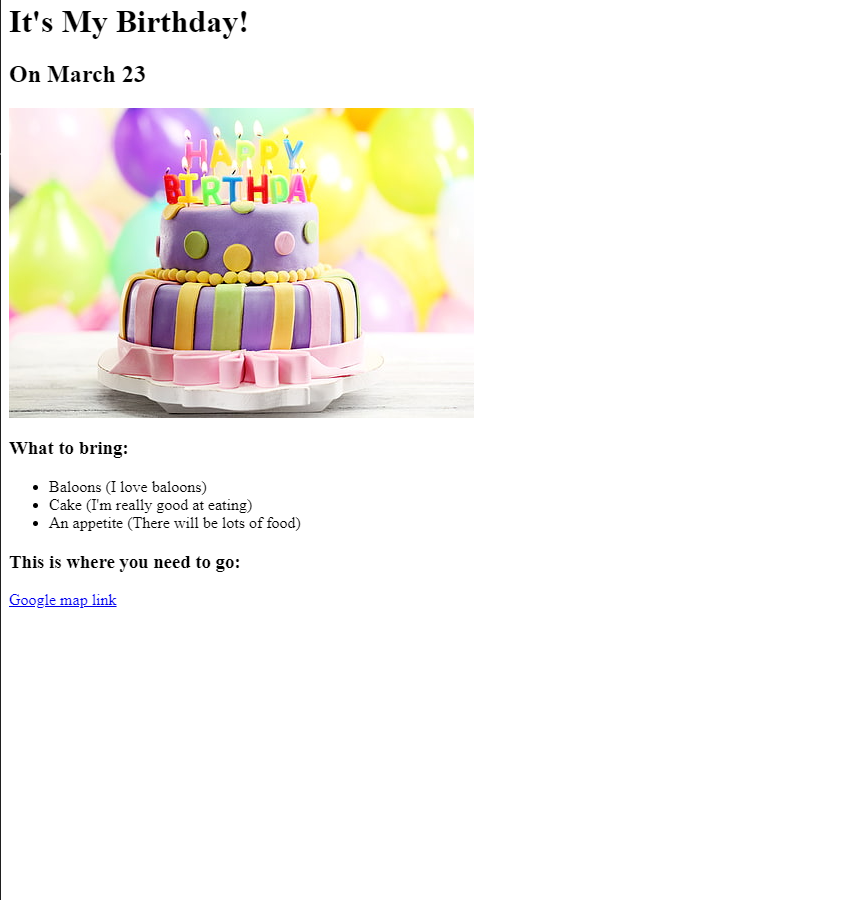 It's My Birthday!
On March 23
HAPPY
BIRTHDAY
What to bring:
Baloons (I love baloons)
Cake (I'm really good at eating)
An appetite (There will be lots of food)
This is where you need to go:
Google map link